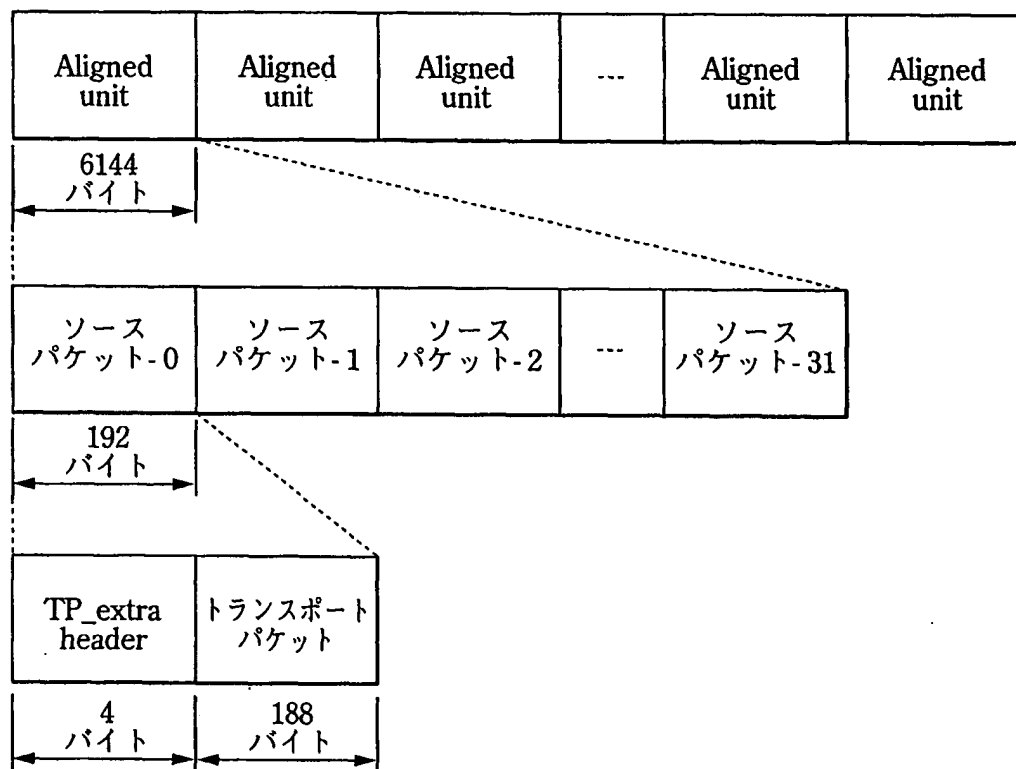 Aligned
unit
Aligned
unit
Aligned
unit
---
Aligned
unit
Aligned
unit
6144
バイト
ソース
パケット-0
ソース
パケット-1
ソース
パケット-2
---
ソース
パケット-31
192
バイト
TP_extra
header
トランスポート
パケット
4
バイト
188
バイト